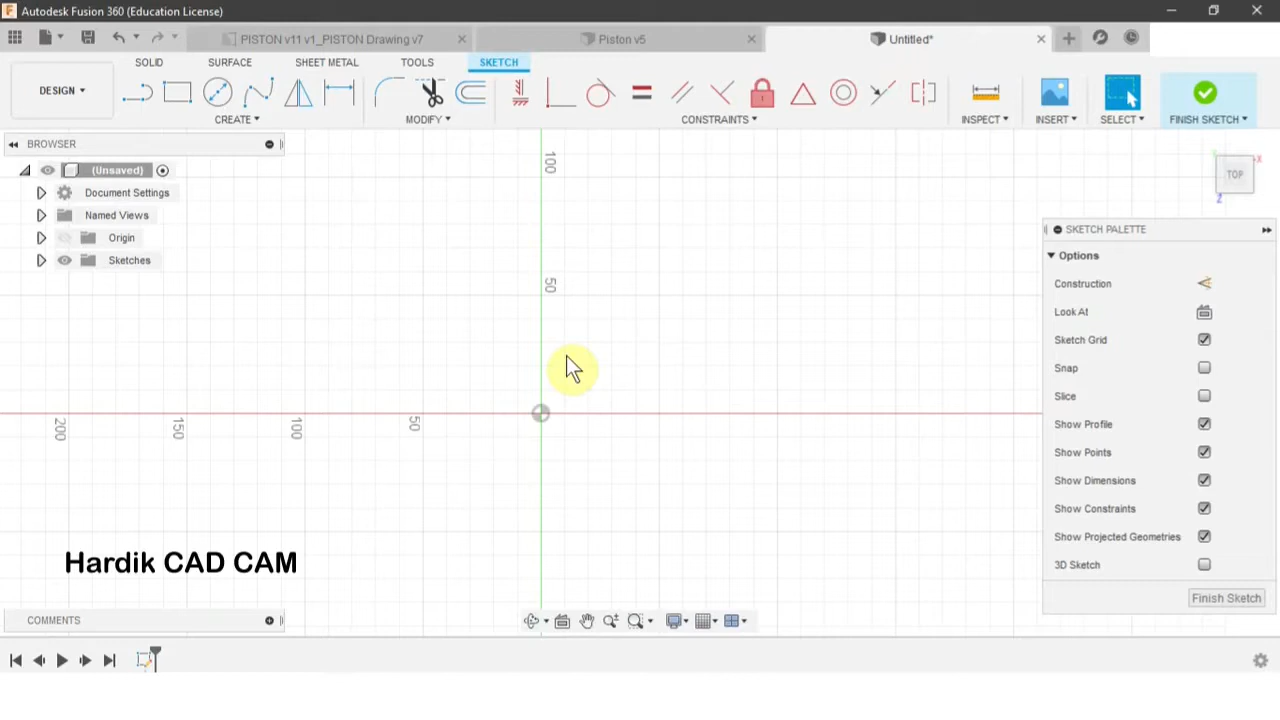 Autodesk Fusion 360 (Education License)
PISTON v11 v1_PISTON Drawing v7
Piston v5
Untitled*
SOLID
SURFACE
SHEET METAL
TOOLS
SKETCH
DESIGN
CREATE
MODIFY
CONSTRAINTS
INSPECT
INSERT
SELECT
FINISH SKETCH
BROWSER
(Unsaved)
Document Settings
Named Views
Origin
Sketches
100
50
200
150
100
50
TOP
X
Z
SKETCH PALETTE
Options
Construction
Look At
Sketch Grid
Snap
Slice
Show Profile
Show Points
Show Dimensions
Show Constraints
Show Projected Geometries
3D Sketch
Finish Sketch
Hardik CAD CAM
COMMENTS